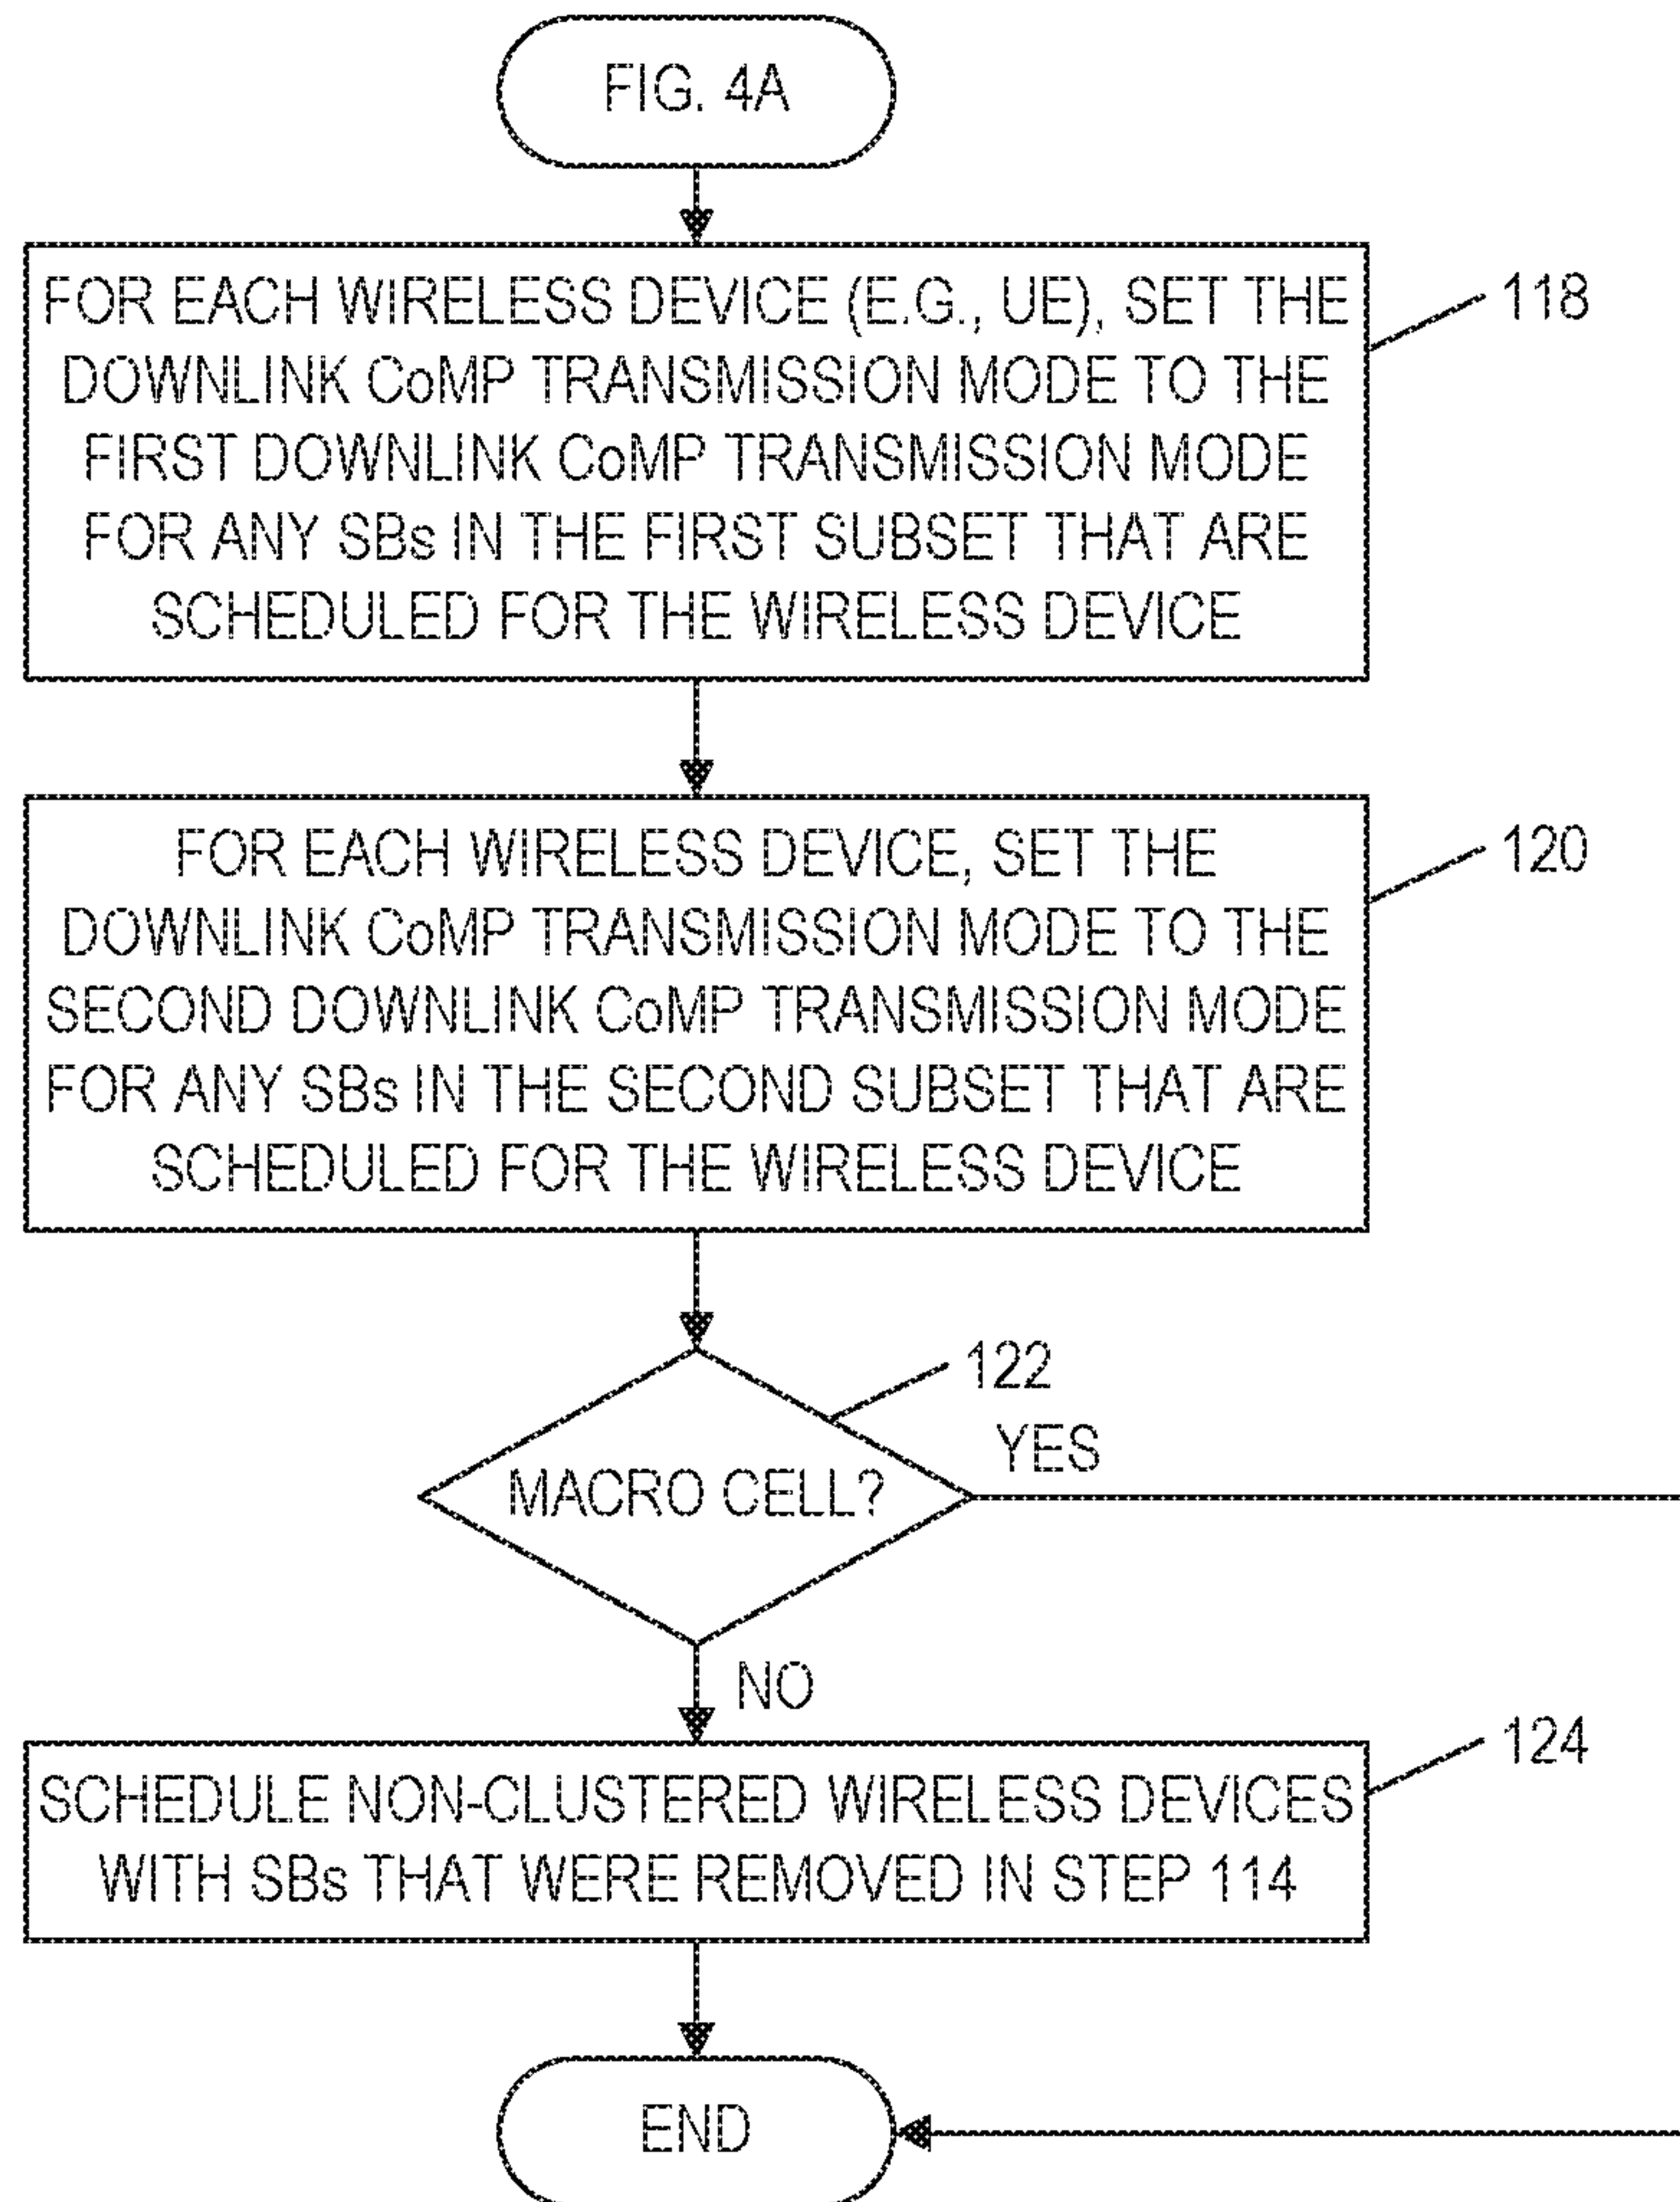 FIG. 4A
FOR EACH WIRELESS DEVICE (E.G., UE), SET THE
DOWNLINK CoMP TRANSMISSION MODE TO THE
FIRST DOWNLINK CoMP TRANSMISSION MODE
FOR ANY SBs IN THE FIRST SUBSET THAT ARE
SCHEDULED FOR THE WIRELESS DEVICE
118
FOR EACH WIRELESS DEVICE, SET THE
DOWNLINK CoMP TRANSMISSION MODE TO THE
SECOND DOWNLINK CoMP TRANSMISSION MODE
FOR ANY SBs IN THE SECOND SUBSET THAT ARE
SCHEDULED FOR THE WIRELESS DEVICE
120
122
YES
MACRO CELL?
NO
124
SCHEDULE NON-CLUSTERED WIRELESS DEVICES
WITH SBs THAT WERE REMOVED IN STEP 114
END